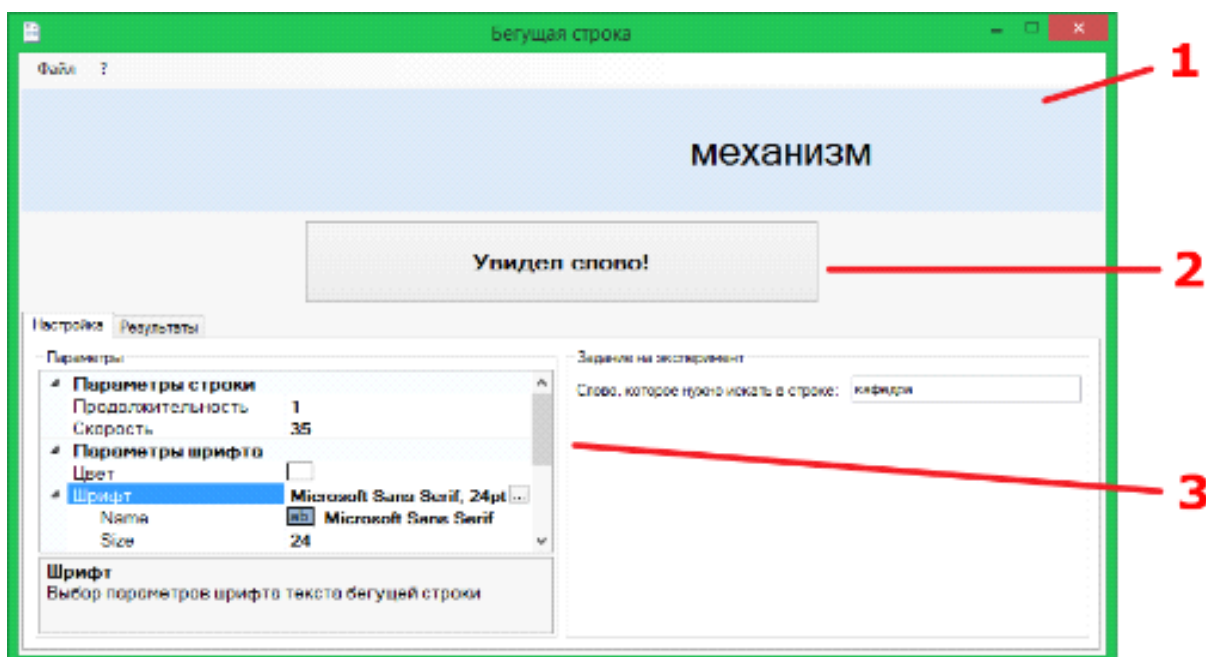 Бегущая строка
Файл ?
1
механизм
Увидел слово!
2
Настройка Результаты
Параметры
Параметры строки
Продолжительность 1
Скорость 35
Параметры шрифта
Цвет
Шрифт Microsoft Sans Serif, 24pt ...
Name ab Microsoft Sans Serif
Size 24
Шрифт
Выбор параметров шрифта текста бегущей строки
Задание на эксперимент
Слово, которое нужно искать в строке: кафедра
3